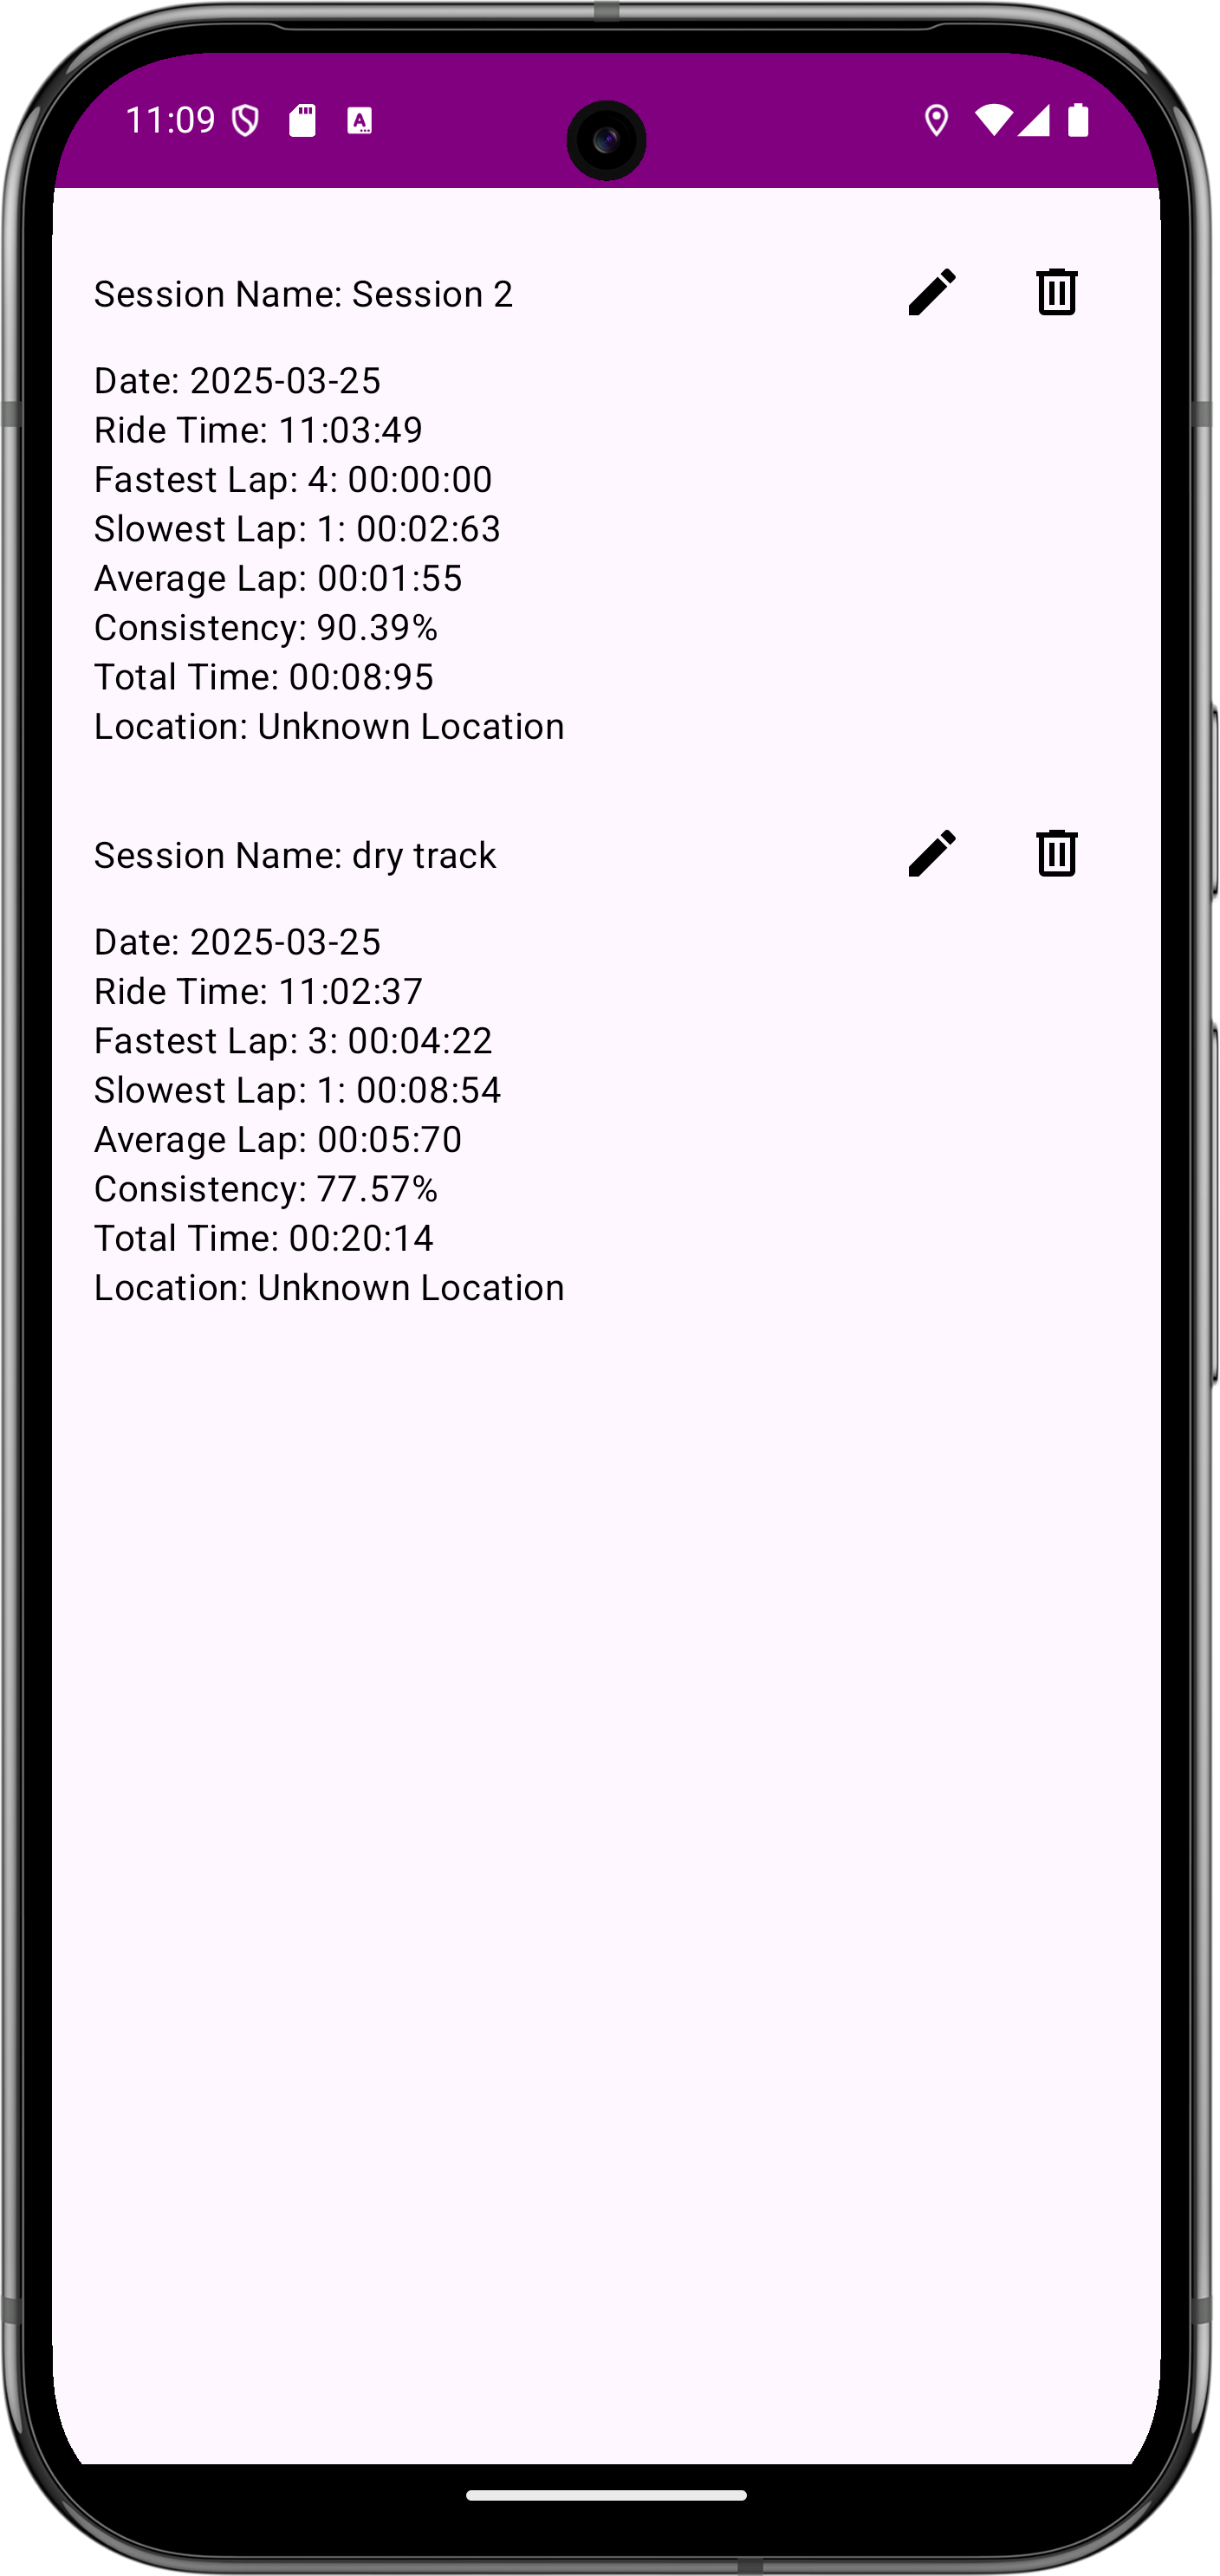 11:09
Session Name: Session 2
Date: 2025-03-25
Ride Time: 11:03:49
Fastest Lap: 4: 00:00:00
Slowest Lap: 1: 00:02:63
Average Lap: 00:01:55
Consistency: 90.39%
Total Time: 00:08:95
Location: Unknown Location
Session Name: dry track
Date: 2025-03-25
Ride Time: 11:02:37
Fastest Lap: 3: 00:04:22
Slowest Lap: 1: 00:08:54
Average Lap: 00:05:70
Consistency: 77.57%
Total Time: 00:20:14
Location: Unknown Location